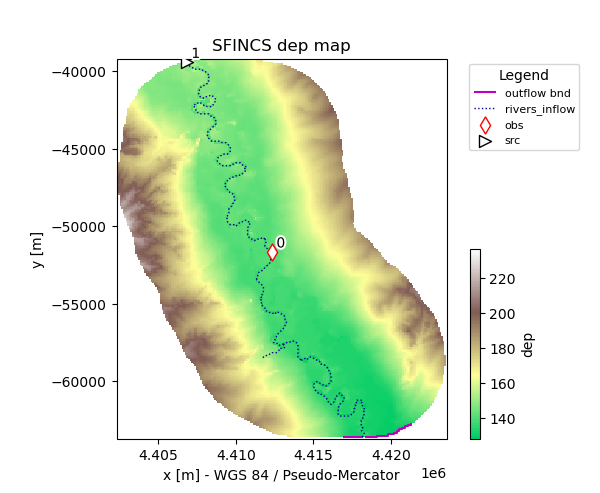 SFINCS dep map
1
−40000
−45000
−50000
−55000
−60000
y [m]
0
4.405
4.410
4.415
4.420
1e6
x [m] - WGS 84 / Pseudo-Mercator
Legend
outflow bnd
rivers_inflow
obs
src
220
200
180
160
140
dep